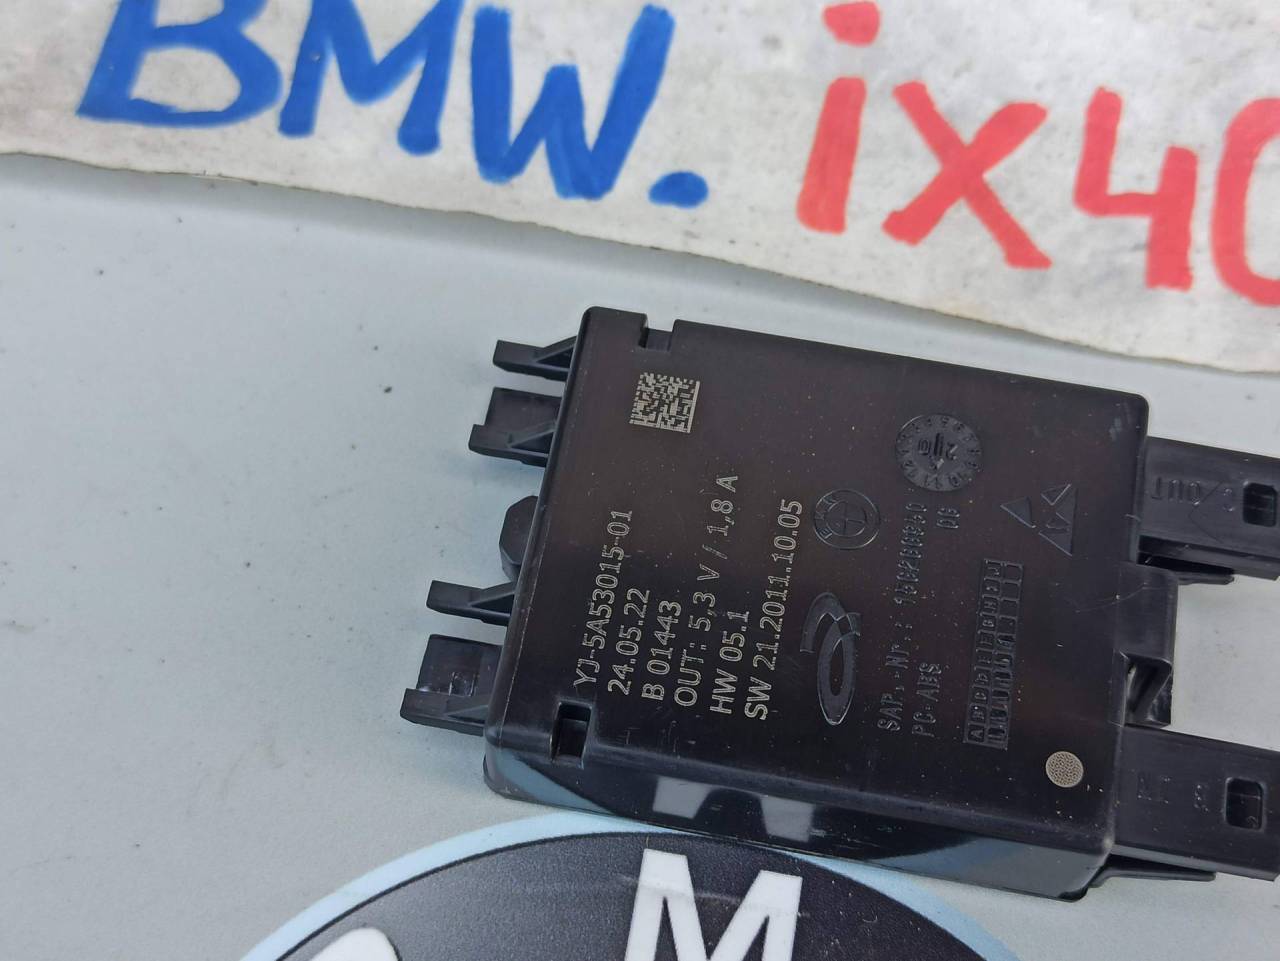 BMW. ix40
YJ-5A53015-01
24.05.22
B 01443
OUT: 5,3 V / 1,8 A
HW 05.1
SW 21.2011.10.05
SAP.-Nr.:
PC-ABS
OUT
M